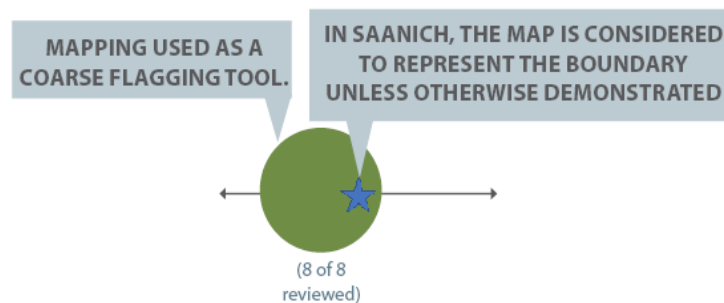 MAPPING USED AS A
COARSE FLAGGING TOOL.
IN SAANICH, THE MAP IS CONSIDERED
TO REPRESENT THE BOUNDARY
UNLESS OTHERWISE DEMONSTRATED
(8 of 8
reviewed)